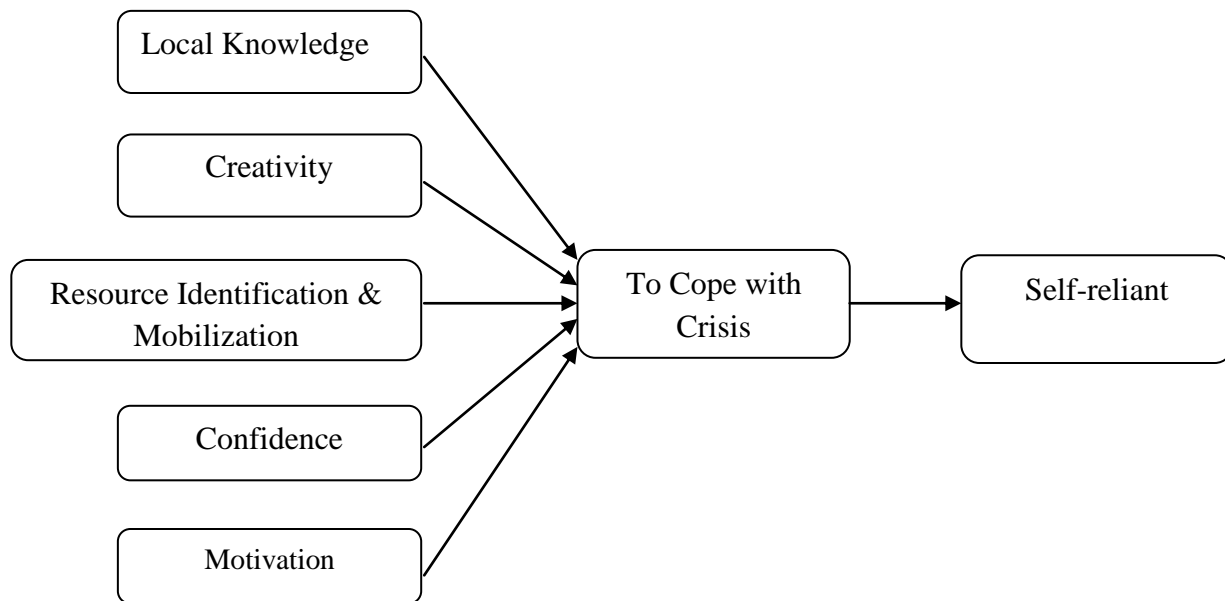 Local Knowledge
Creativity
Resource Identification &
Mobilization
Confidence
Motivation
To Cope with
Crisis
Self-reliant